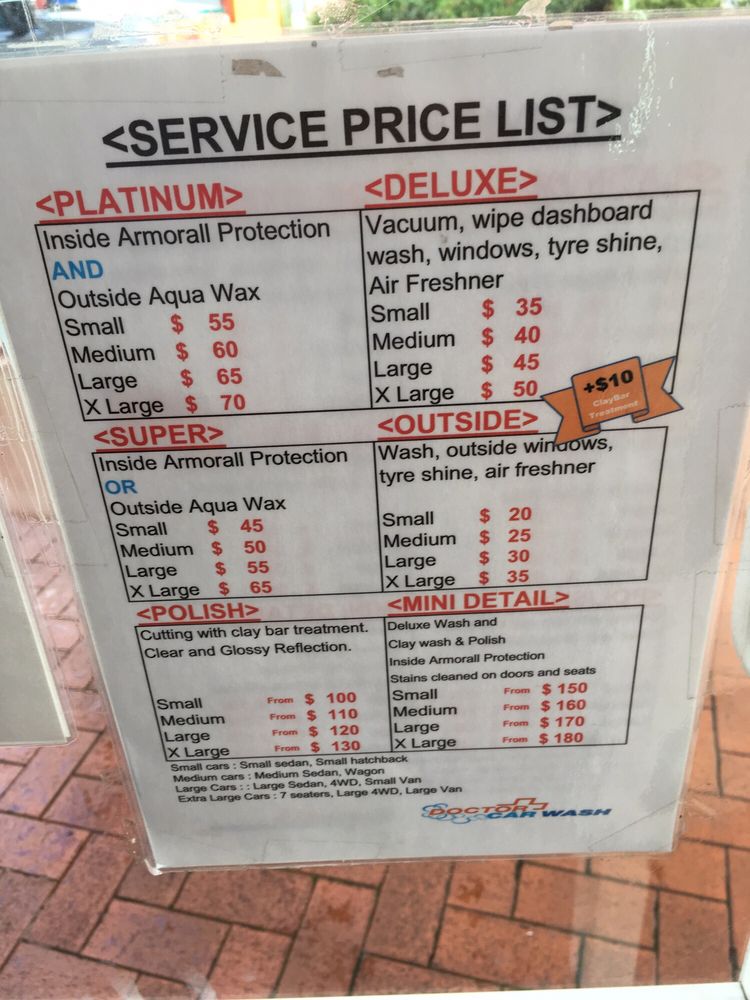 <SERVICE PRICE LIST>
<PLATINUM>
Inside Armorall Protection
AND
Outside Aqua Wax
Small $ 55
Medium $ 60
Large $ 65
X Large $ 70
<DELUXE>
Vacuum, wipe dashboard
wash, windows, tyre shine,
Air Freshner
Small $ 35
Medium $ 40
Large $ 45
X Large $ 50
+$10
ClayBar
Treatment
<SUPER>
Inside Armorall Protection
OR
Outside Aqua Wax
Small $ 45
Medium $ 50
Large $ 55
X Large $ 65
<OUTSIDE>
Wash, outside windows,
tyre shine, air freshner
Small $ 20
Medium $ 25
Large $ 30
X Large $ 35
<POLISH>
Cutting with clay bar treatment.
Clear and Glossy Reflection.
Small From $ 100
Medium From $ 110
Large From $ 120
X Large From $ 130
<MINI DETAIL>
Deluxe Wash and
Clay wash & Polish
Inside Armorall Protection
Stains cleaned on doors and seats
Small From $ 150
Medium From $ 160
Large From $ 170
X Large From $ 180
Small cars : Small sedan, Small hatchback
Medium cars : Medium Sedan, Wagon
Large Cars : : Large Sedan, 4WD, Small Van
Extra Large Cars : 7 seaters, Large 4WD, Large Van
DOCTOR
CAR WASH